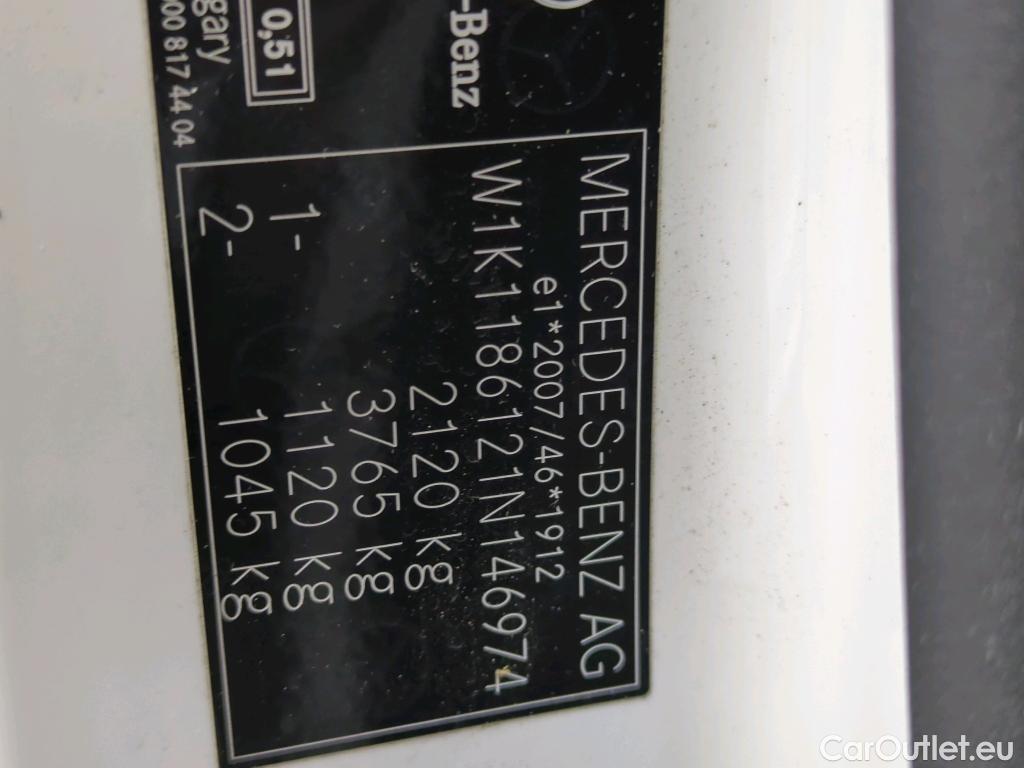 -Benz
0,51
gary
000 817 44 04
MERCEDES-BENZ AG
e1*2007/46*1912
W1K1186121N146974
2120 kg
3765 kg
1- 1120 kg
2- 1045 kg
CarOutlet.eu